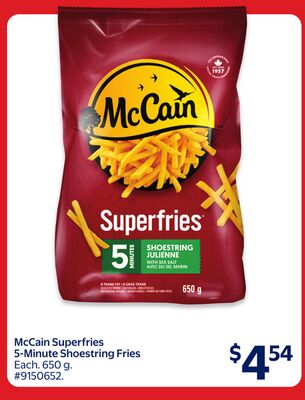 1957
McCain
Superfries
5 MINUTES
SHOESTRING
JULIENNE
WITH SEA SALT
AVEC DU SEL MARIN
0 TRANS FAT • 0 GRAS TRANS
650 g
McCain Superfries
5-Minute Shoestring Fries
Each. 650 g.
#9150652.
$4.54